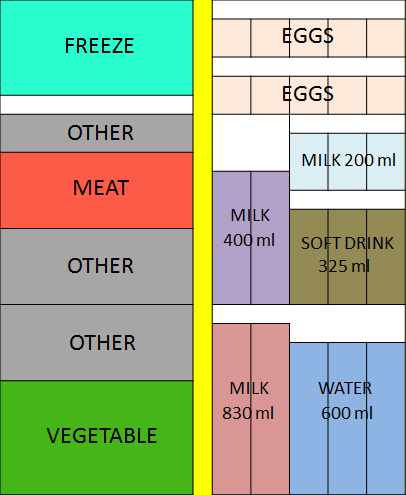 FREEZE
OTHER
MEAT
OTHER
OTHER
VEGETABLE
EGGS
EGGS
MILK 200 ml
MILK
400 ml
SOFT DRINK
325 ml
MILK
830 ml
WATER
600 ml